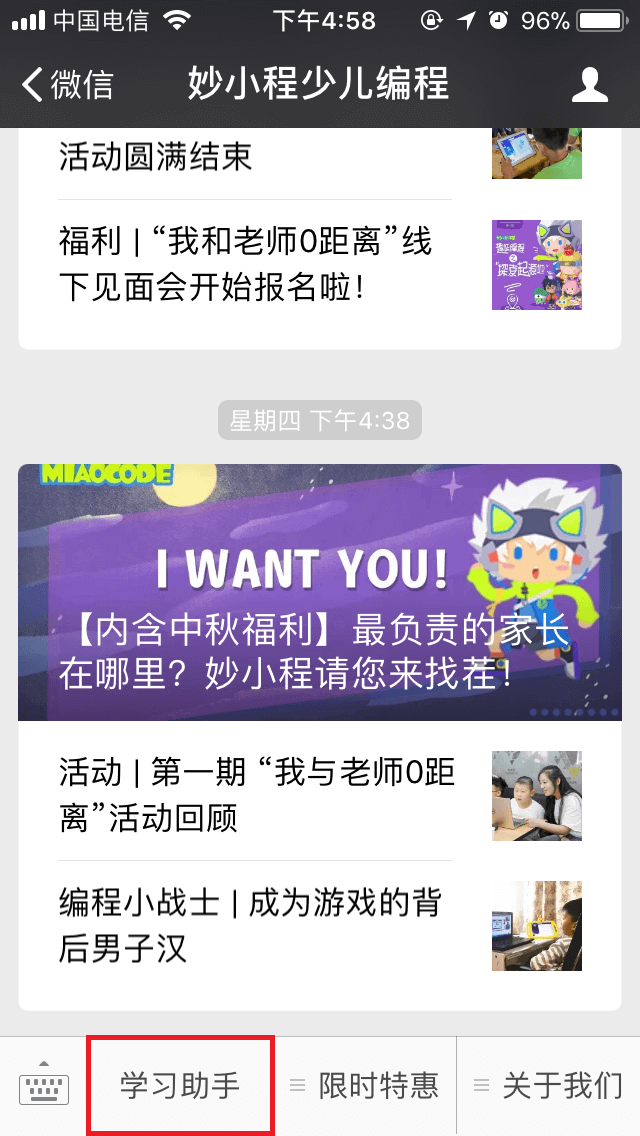 中国电信
下午4:58
96%
微信
妙小程少儿编程
活动圆满结束
福利 | “我和老师0距离”线
下见面会开始报名啦！
星期四 下午4:38
MIAOCODE
I WANT YOU!
【内含中秋福利】最负责的家长
在哪里？妙小程请您来找茬！
活动 | 第一期 “我与老师0距
离”活动回顾
编程小战士 | 成为游戏的背
后男子汉
学习助手
限时特惠
关于我们